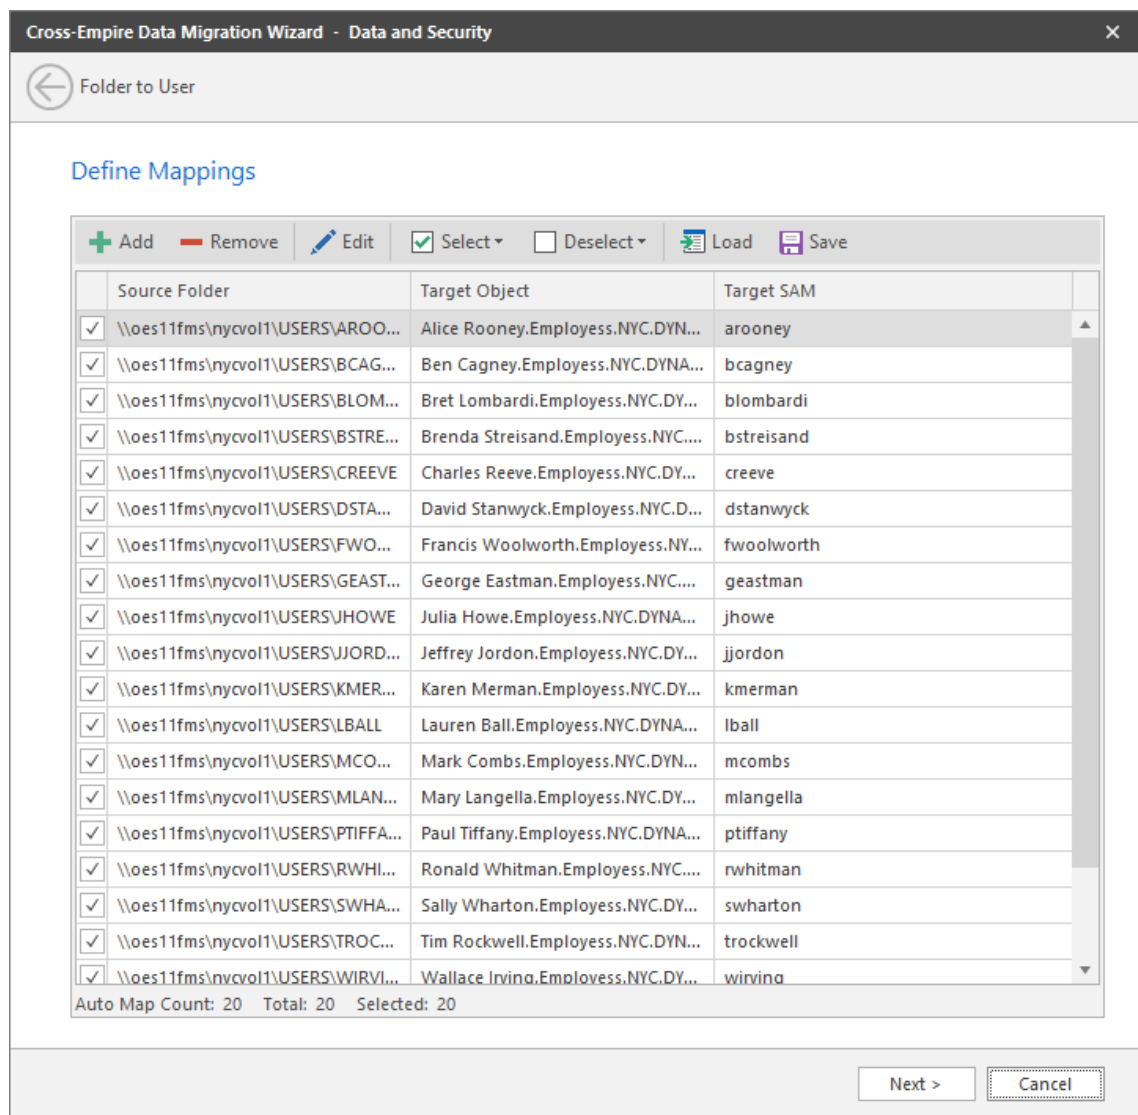 Cross-Empire Data Migration Wizard - Data and Security
Folder to User
Define Mappings
Add Remove Edit Select Deselect Load Save
Source Folder Target Object Target SAM
\\oes11fms\nycvol1\USERS\AROO... Alice Rooney.Employess.NYC.DYN... arooney
\\oes11fms\nycvol1\USERS\BCAG... Ben Cagney.Employess.NYC.DYNA... bcagney
\\oes11fms\nycvol1\USERS\BLOM... Bret Lombardi.Employess.NYC.DY... blombardi
\\oes11fms\nycvol1\USERS\BSTRE... Brenda Streisand.Employess.NYC.... bstreisand
\\oes11fms\nycvol1\USERS\CREEVE Charles Reeve.Employess.NYC.DY... creeve
\\oes11fms\nycvol1\USERS\DSTA... David Stanwyck.Employess.NYC.D... dstanwyck
\\oes11fms\nycvol1\USERS\FWO... Francis Woolworth.Employess.NY... fwoolworth
\\oes11fms\nycvol1\USERS\GEAST... George Eastman.Employess.NYC.... geastman
\\oes11fms\nycvol1\USERS\JHOWE Julia Howe.Employess.NYC.DYNA... jhowe
\\oes11fms\nycvol1\USERS\JJORD... Jeffrey Jordon.Employess.NYC.DY... jjordon
\\oes11fms\nycvol1\USERS\KMER... Karen Merman.Employess.NYC.DY... kmerman
\\oes11fms\nycvol1\USERS\LBALL Lauren Ball.Employess.NYC.DYNA... lball
\\oes11fms\nycvol1\USERS\MCO... Mark Combs.Employess.NYC.DYN... mcombs
\\oes11fms\nycvol1\USERS\MLAN... Mary Langella.Employess.NYC.DY... mlangella
\\oes11fms\nycvol1\USERS\PTIFFA... Paul Tiffany.Employess.NYC.DYNA... ptiffany
\\oes11fms\nycvol1\USERS\RWHI... Ronald Whitman.Employess.NYC.... rwhitman
\\oes11fms\nycvol1\USERS\SWHA... Sally Wharton.Employess.NYC.DY... swharton
\\oes11fms\nycvol1\USERS\TROC... Tim Rockwell.Employess.NYC.DYN... trockwell
\\oes11fms\nycvol1\USERS\WIRVI... Wallace Irving.Employess.NYC.DY... wirving
Auto Map Count: 20 Total: 20 Selected: 20
Next > Cancel